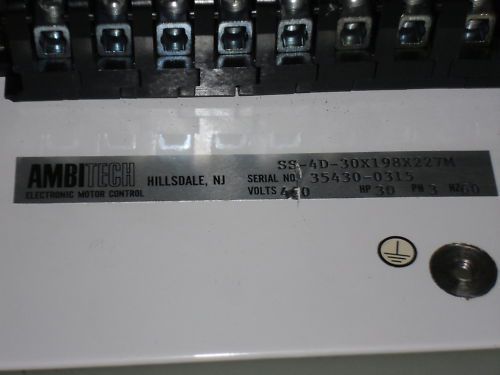 AMBITECH HILLSDALE, NJ
ELECTRONIC MOTOR CONTROL
SS-4D-30X198X227M
SERIAL NO. 35430-0315
VOLTS 460 HP 30 PH 3 HZ 60